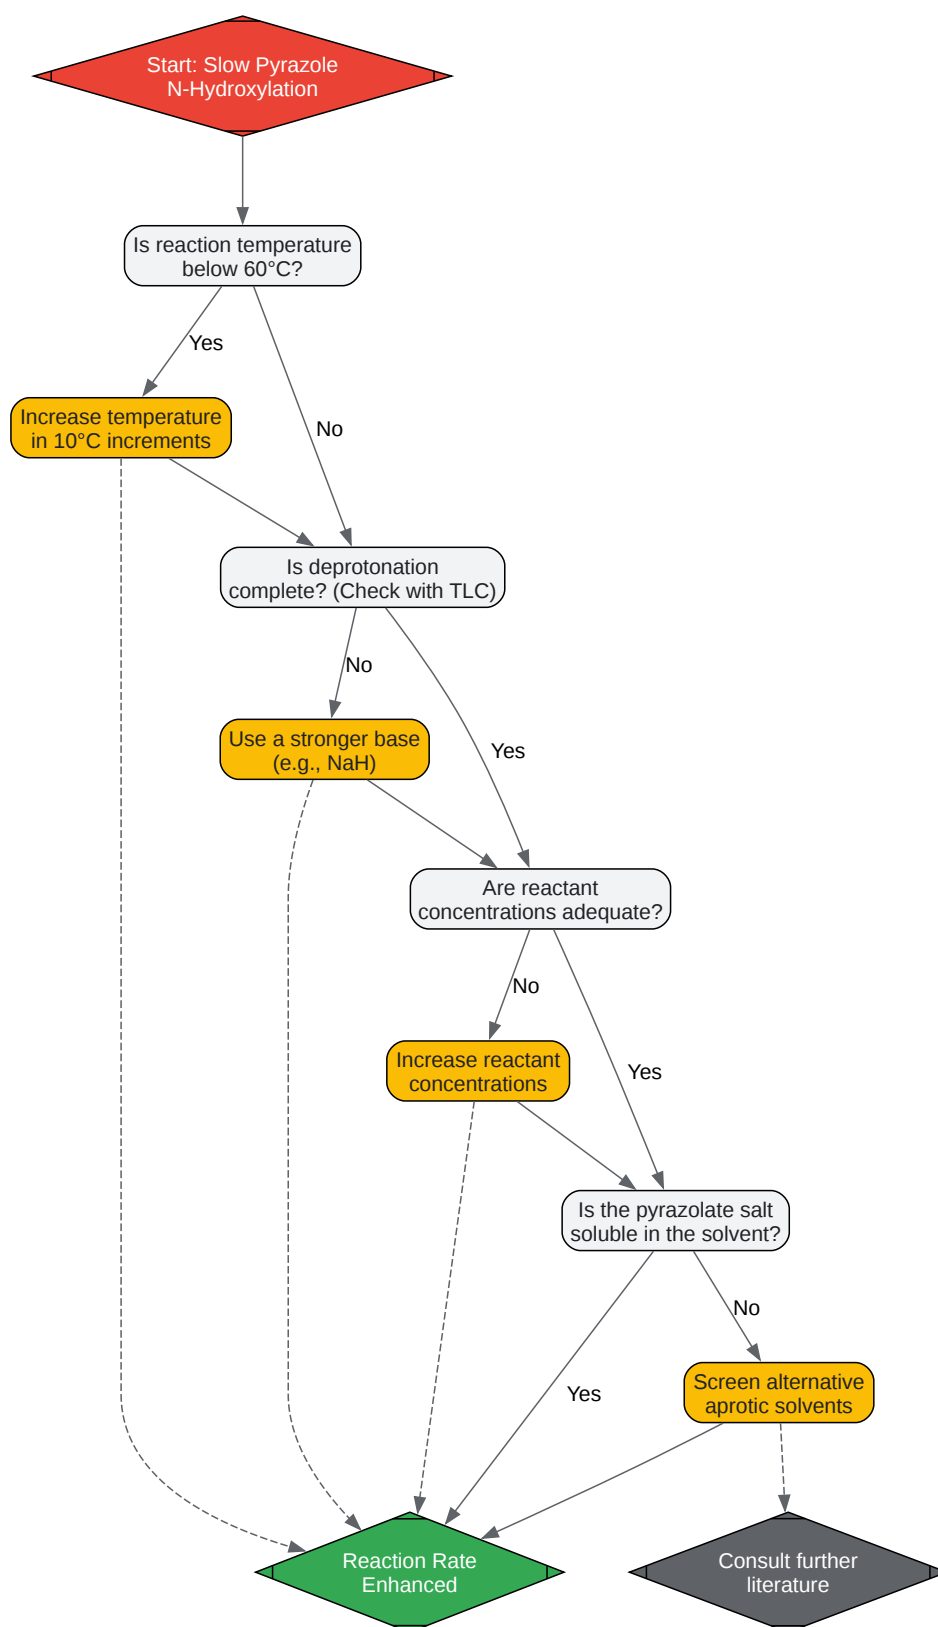 Start: Slow Pyrazole
N-Hydroxylation
Is reaction temperature
below 60°C?
Yes
Increase temperature
in 10°C increments
No
Is deprotonation
complete? (Check with TLC)
No
Use a stronger base
(e.g., NaH)
Yes
Are reactant
concentrations adequate?
No
Increase reactant
concentrations
Yes
Is the pyrazolate salt
soluble in the solvent?
No
Yes
Screen alternative
aprotic solvents
Reaction Rate
Enhanced
Consult further
literature